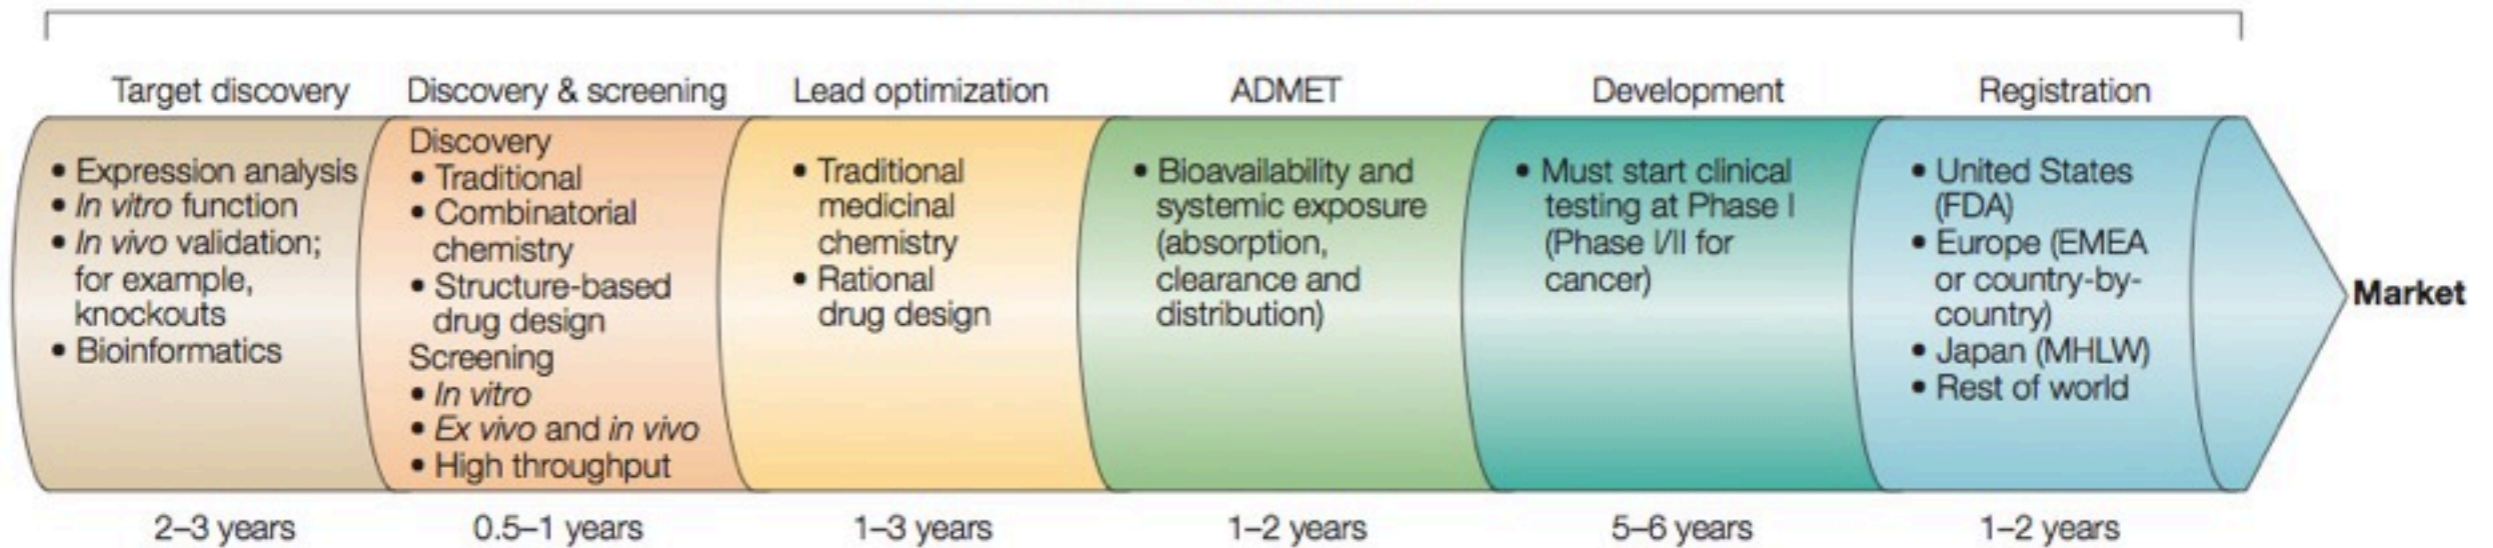 Target discovery
Discovery & screening
Lead optimization
ADMET
Development
Registration
• Expression analysis
• In vitro function
• In vivo validation;
for example,
knockouts
• Bioinformatics
Discovery
• Traditional
• Combinatorial
chemistry
• Structure-based
drug design
Screening
• In vitro
• Ex vivo and in vivo
• High throughput
• Traditional
medicinal
chemistry
• Rational
drug design
• Bioavailability and
systemic exposure
(absorption,
clearance and
distribution)
• Must start clinical
testing at Phase I
(Phase I/II for
cancer)
• United States
(FDA)
• Europe (EMEA
or country-by-
country)
• Japan (MHLW)
• Rest of world
Market
2–3 years
0.5–1 years
1–3 years
1–2 years
5–6 years
1–2 years